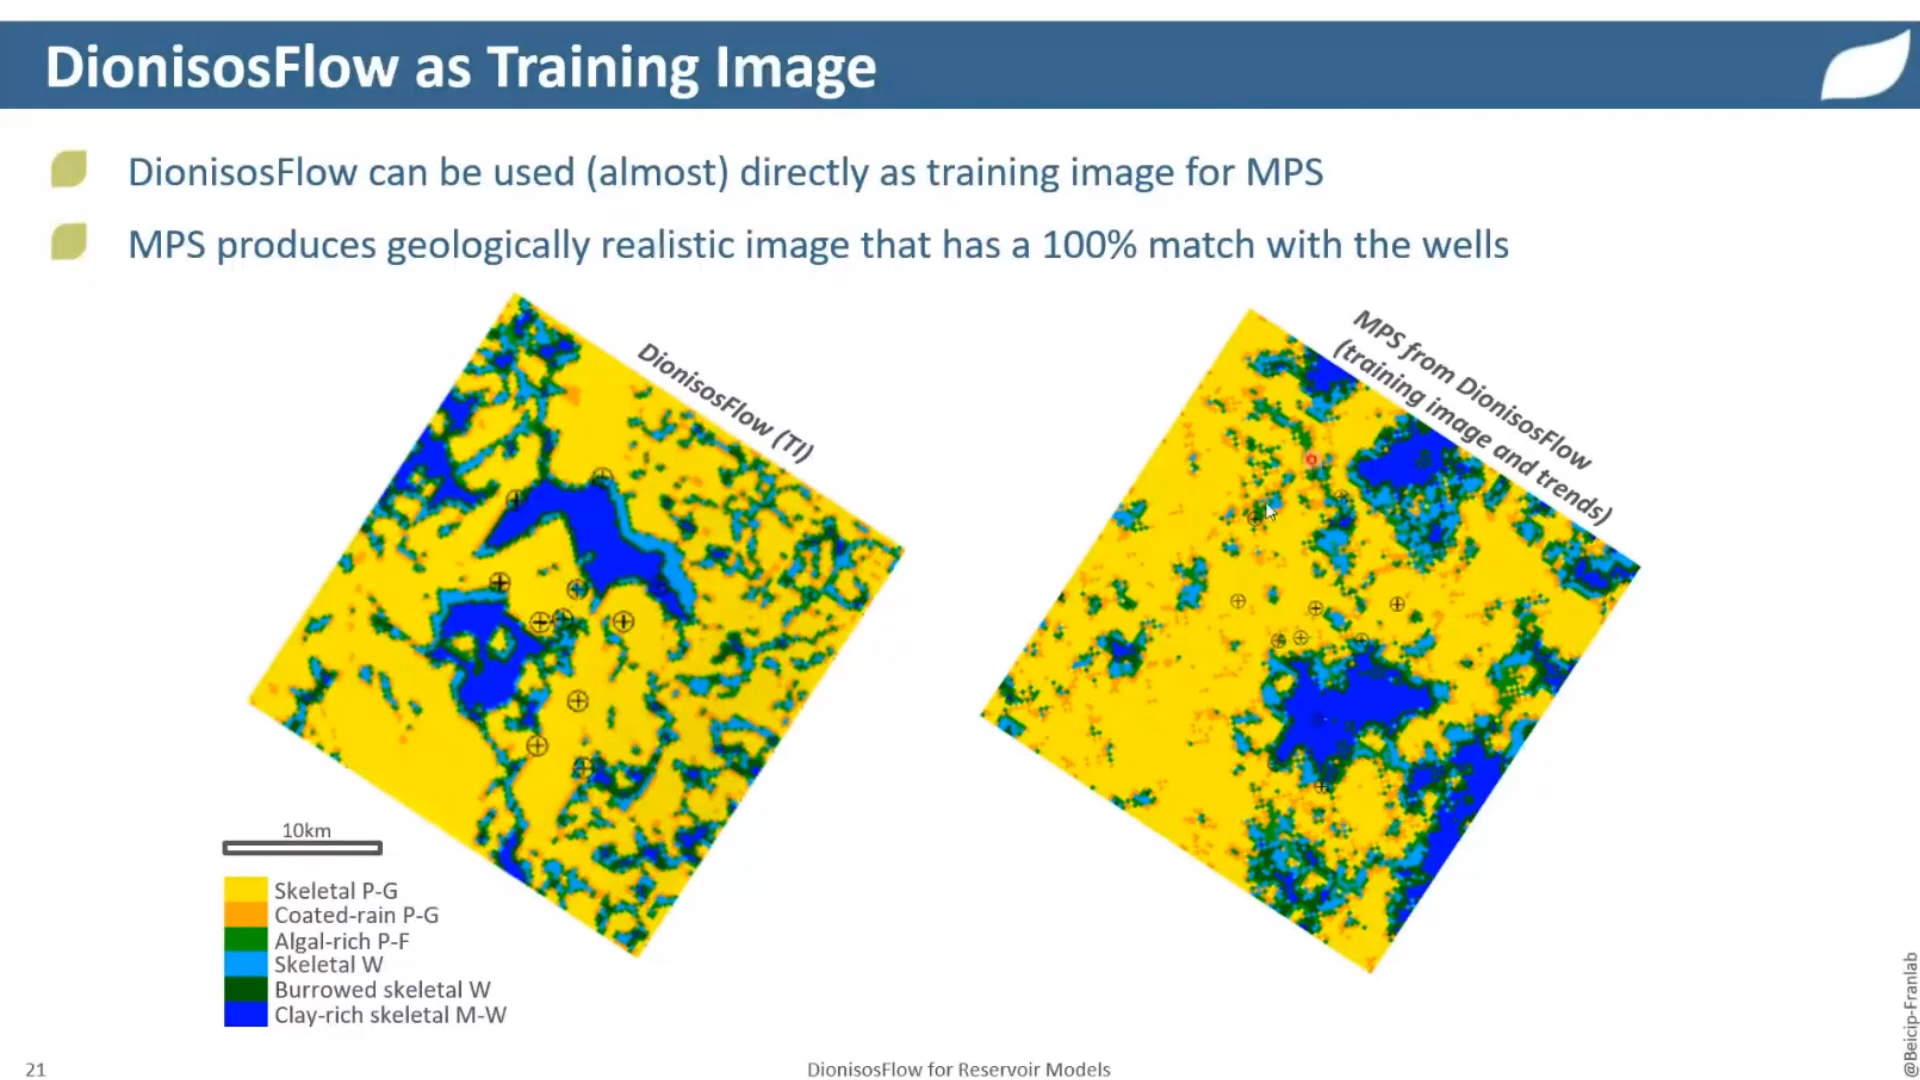 DionisosFlow as Training Image
DionisosFlow can be used (almost) directly as training image for MPS
MPS produces geologically realistic image that has a 100% match with the wells
DionisosFlow (TI)
MPS from DionisosFlow
(training image and trends)
10km
Skeletal P-G
Coated-rain P-G
Algal-rich P-F
Skeletal W
Burrowed skeletal W
Clay-rich skeletal M-W
21
DionisosFlow for Reservoir Models
@Beicip-Franlab